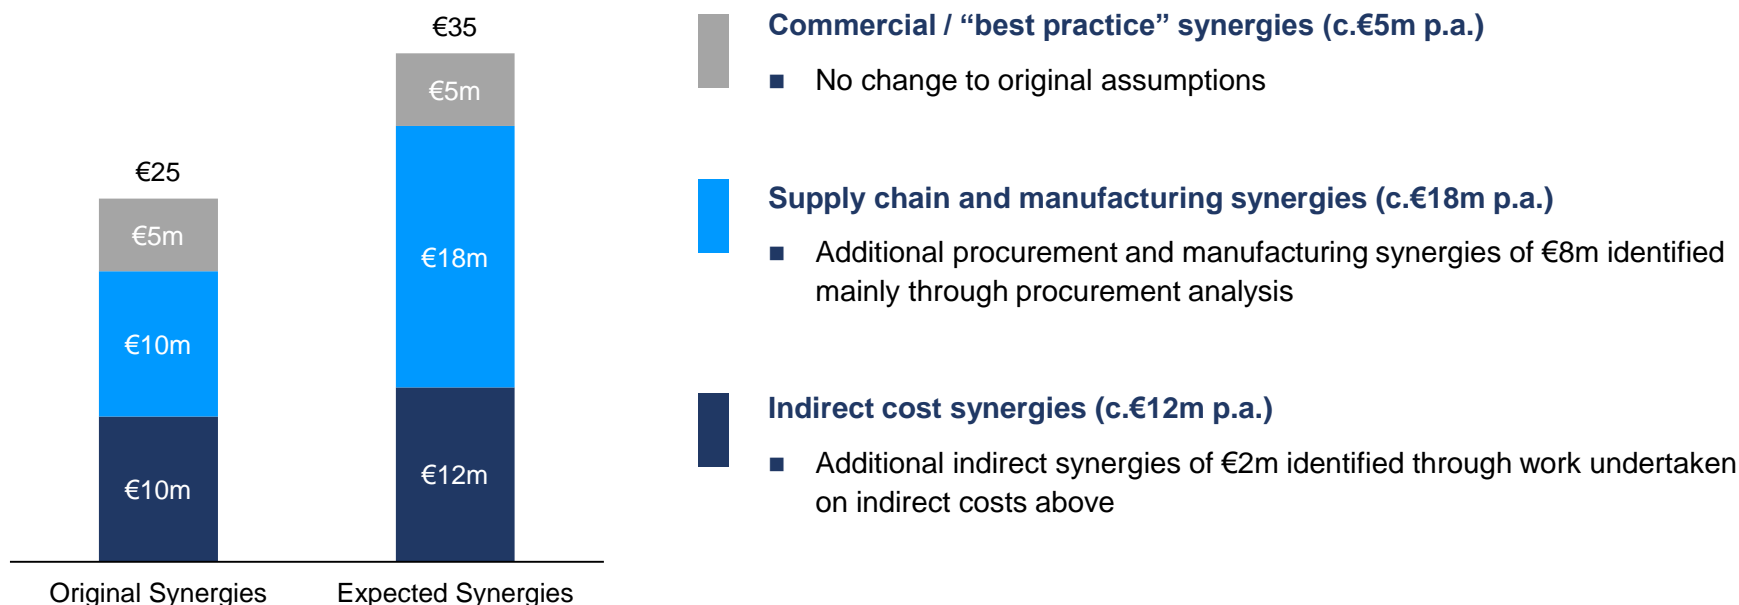 €25
€5m
€10m
€10m
Original Synergies
€35
€5m
€18m
€12m
Expected Synergies
Commercial / “best practice” synergies (c.€5m p.a.)
■ No change to original assumptions
Supply chain and manufacturing synergies (c.€18m p.a.)
■ Additional procurement and manufacturing synergies of €8m identified
mainly through procurement analysis
Indirect cost synergies (c.€12m p.a.)
■ Additional indirect synergies of €2m identified through work undertaken
on indirect costs above